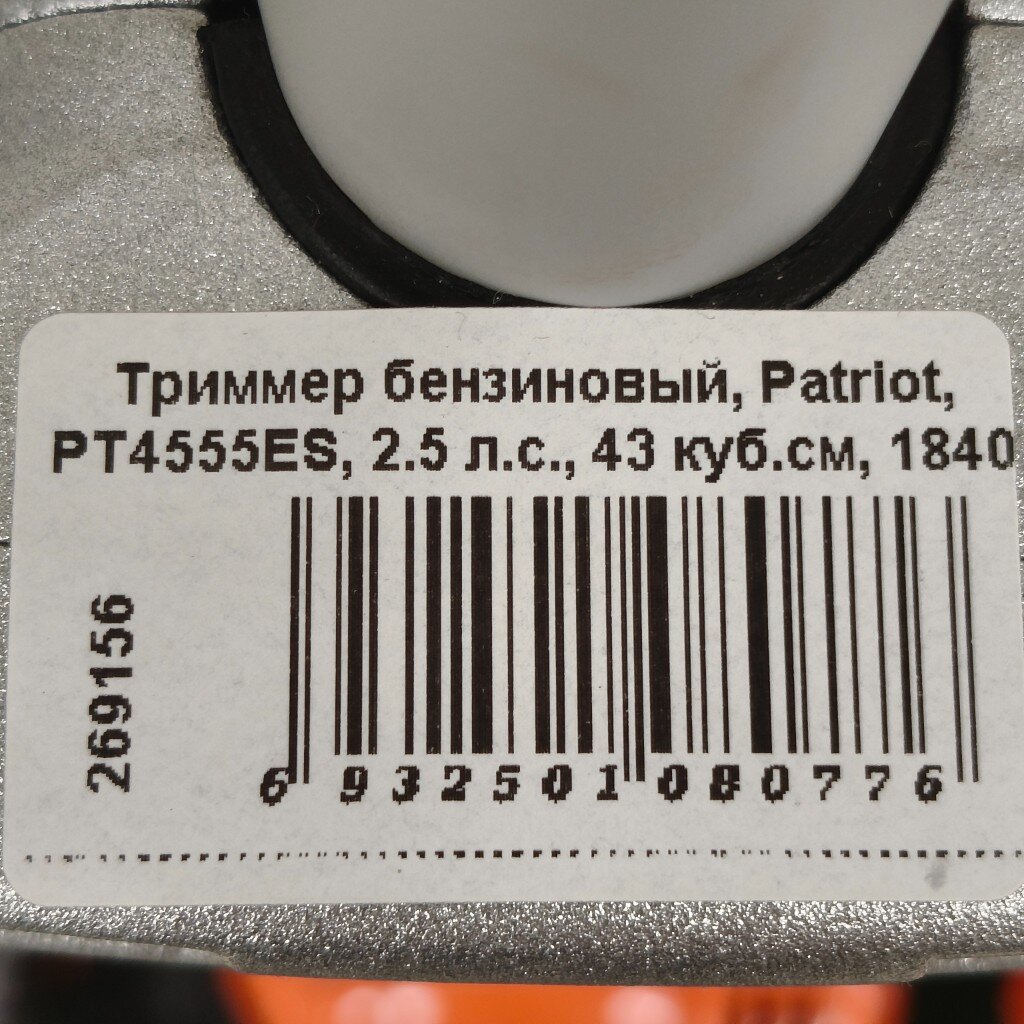 Триммер бензиновый, Patriot,
PT4555ES, 2.5 л.с., 43 куб.см, 1840
269156
6 932501 080776